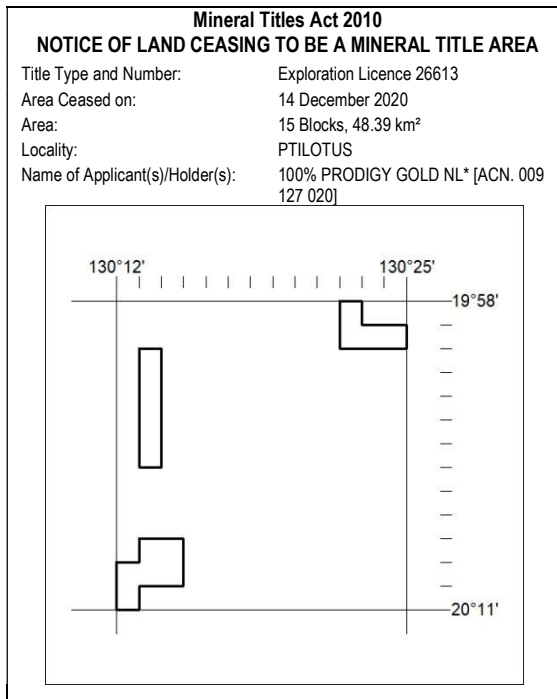 Mineral Titles Act 2010
NOTICE OF LAND CEASING TO BE A MINERAL TITLE AREA
Title Type and Number: Exploration Licence 26613
Area Ceased on: 14 December 2020
Area: 15 Blocks, 48.39 km²
Locality: PTILOTUS
Name of Applicant(s)/Holder(s): 100% PRODIGY GOLD NL* [ACN. 009
127 020]
130°12' 130°25'
19°58'
20°11'